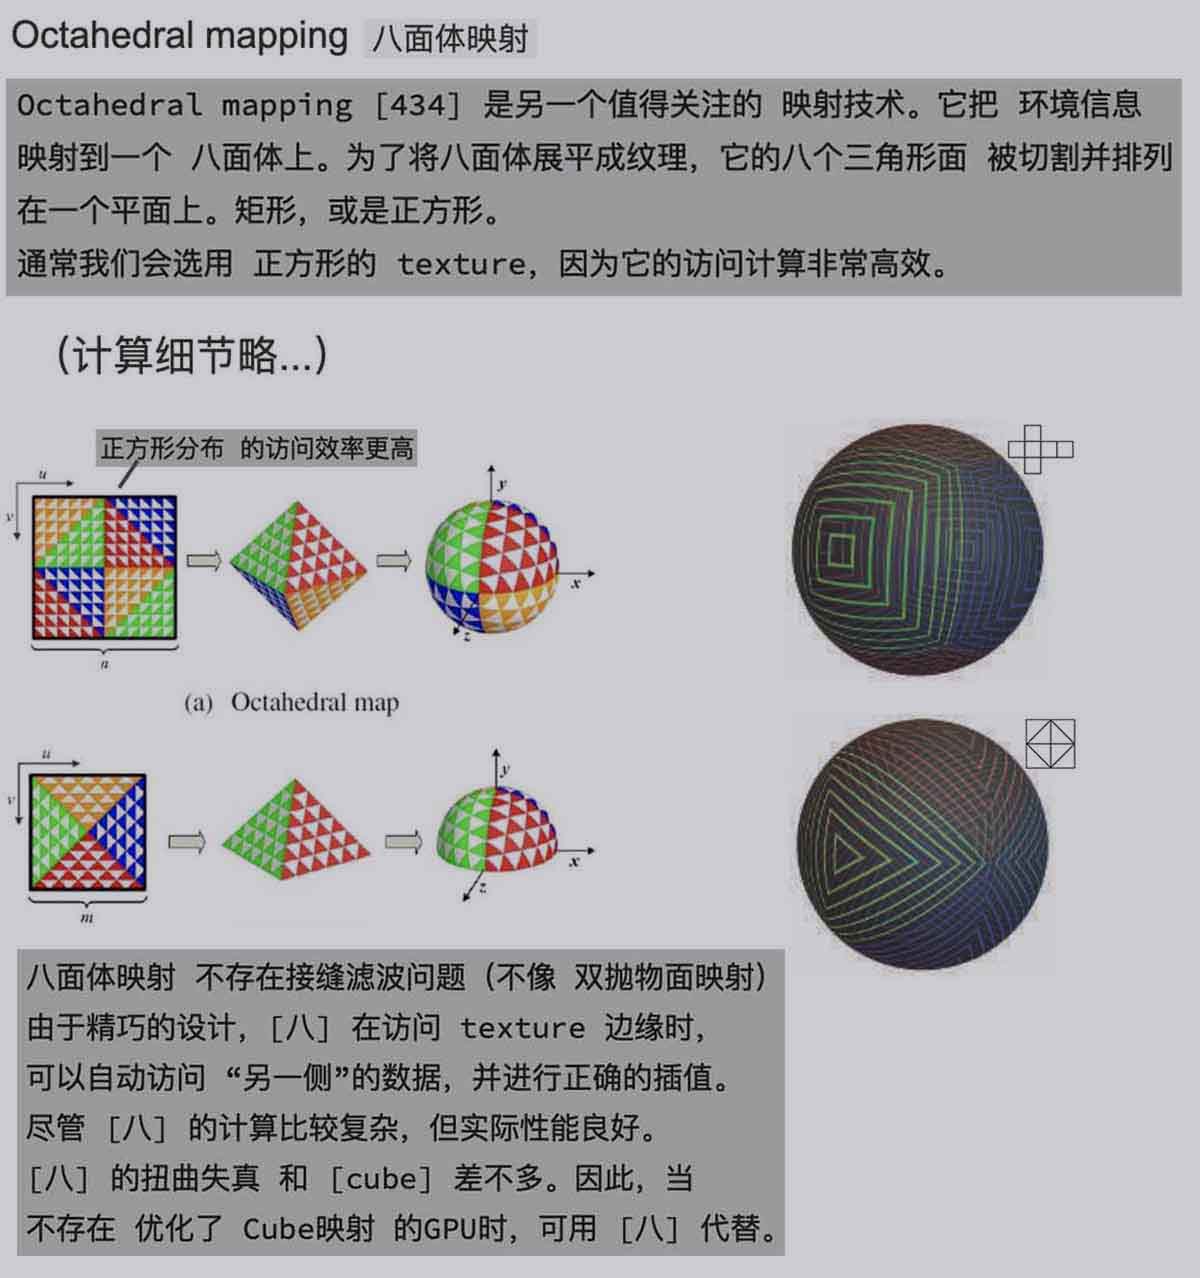 Octahedral mapping 八面体映射
Octahedral mapping [434] 是另一个值得关注的 映射技术。它把 环境信息
映射到一个 八面体上。为了将八面体展平成纹理，它的八个三角形面 被切割并排列
在一个平面上。矩形，或是正方形。
通常我们会选用 正方形的 texture，因为它的访问计算非常高效。
（计算细节略...）
正方形分布 的访问效率更高
u
v
y
x
z
n
(a) Octahedral map
u
v
y
x
z
m
八面体映射 不存在接缝滤波问题（不像 双抛物面映射）
由于精巧的设计，[八] 在访问 texture 边缘时，
可以自动访问 “另一侧”的数据，并进行正确的插值。
尽管 [八] 的计算比较复杂，但实际性能良好。
[八] 的扭曲失真 和 [cube] 差不多。因此，当
不存在 优化了 Cube映射 的GPU时，可用 [八] 代替。